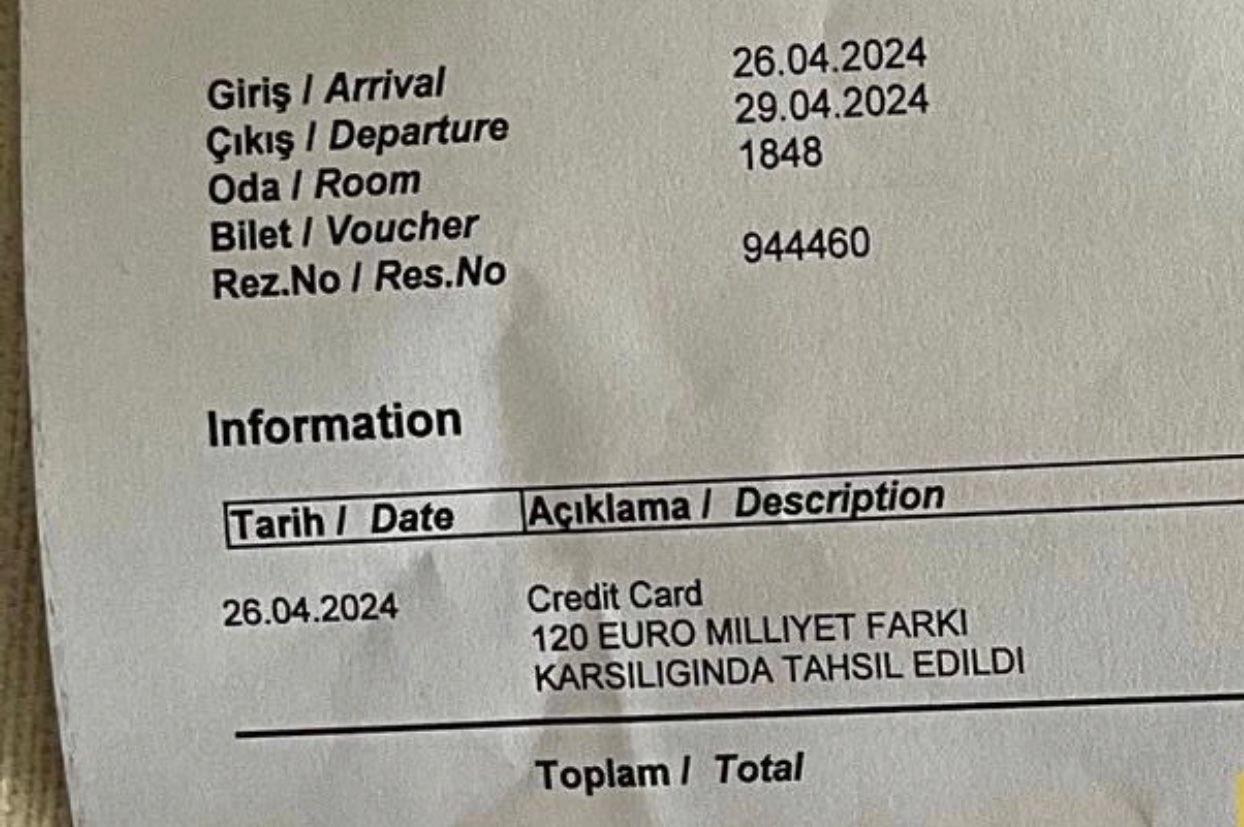 Giriş / Arrival 26.04.2024
Çıkış / Departure 29.04.2024
Oda / Room 1848
Bilet / Voucher
Rez.No / Res.No 944460
Information
Tarih / Date Açıklama / Description
26.04.2024 Credit Card
120 EURO MILLIYET FARKI
KARSILIGINDA TAHSIL EDILDI
Toplam / Total